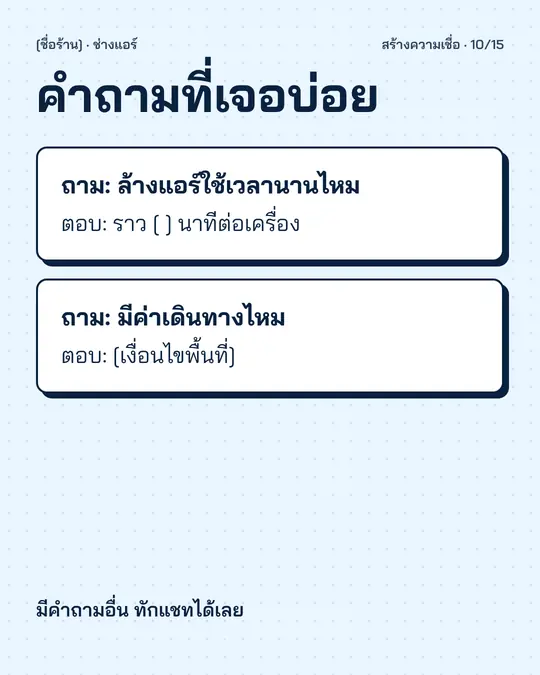 [ชื่อร้าน] · ช่างแอร์
สร้างความเชื่อ · 10/15
คำถามที่เจอบ่อย
ถาม: ล้างแอร์ใช้เวลานานไหม
ตอบ: ราว [ ] นาทีต่อเครื่อง
ถาม: มีค่าเดินทางไหม
ตอบ: [เงื่อนไขพื้นที่]
มีคำถามอื่น ทักแชทได้เลย